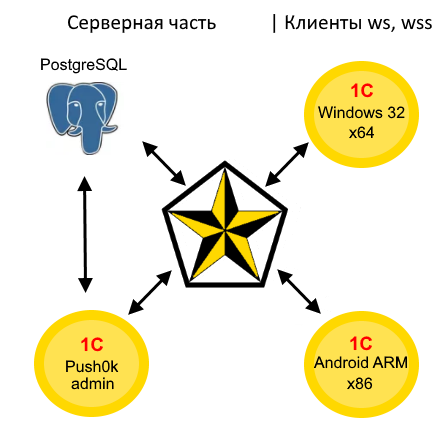 Серверная часть | Клиенты ws, wss
PostgreSQL
1C
Windows 32
x64
1C
Push0k
admin
1C
Android ARM
x86